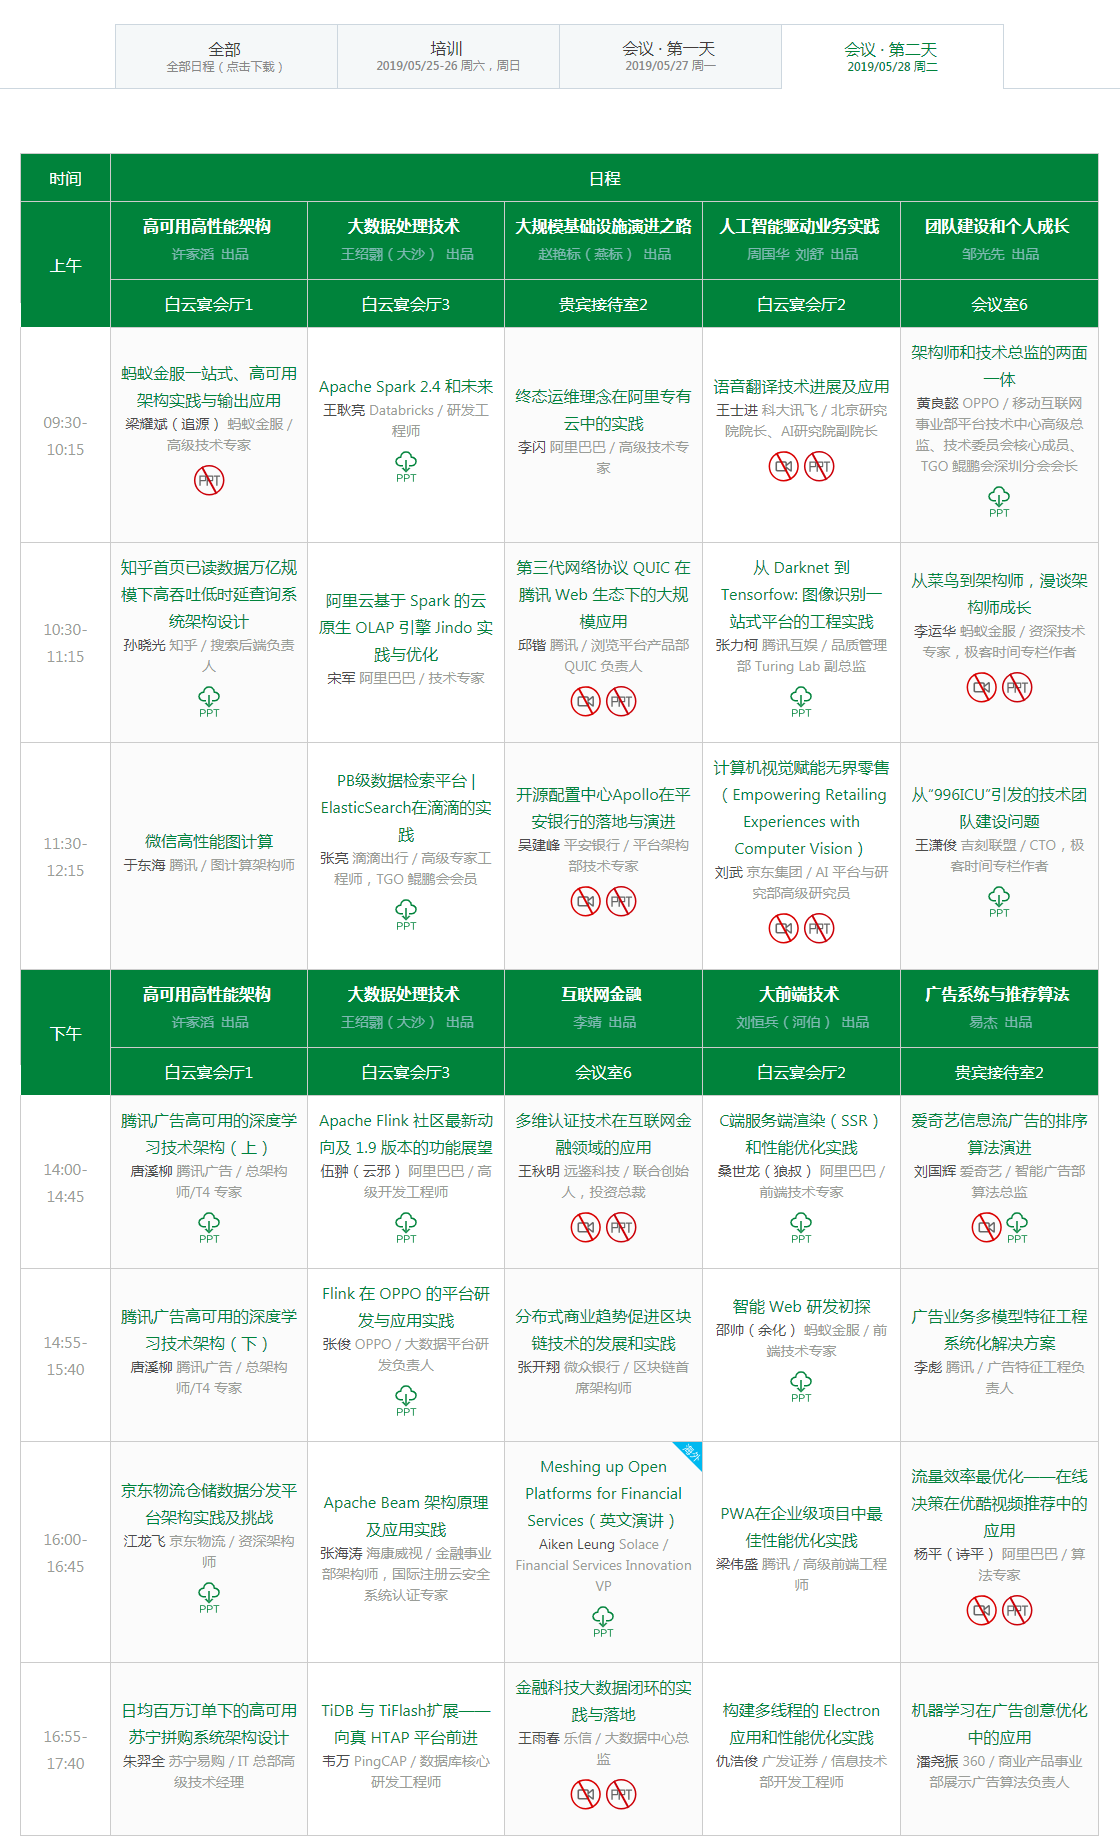 全部
全部日程（点击下载）
培训
2019/05/25-26 周六，周日
会议 · 第一天
2019/05/27 周一
会议 · 第二天
2019/05/28 周二
时间
日程
上午
高可用高性能架构
许家滔 出品
大数据处理技术
王绍翾（大沙） 出品
大规模基础设施演进之路
赵艳标（燕标） 出品
人工智能驱动业务实践
周国华 刘舒 出品
团队建设和个人成长
邹光先 出品
白云宴会厅1
白云宴会厅3
贵宾接待室2
白云宴会厅2
会议室6
09:30-
10:15
蚂蚁金服一站式、高可用
架构实践与输出应用
梁耀斌（追源） 蚂蚁金服 /
高级技术专家
PPT
Apache Spark 2.4 和未来
王耿亮 Databricks / 研发工
程师
PPT
终态运维理念在阿里专有
云中的实践
李闪 阿里巴巴 / 高级技术专
家
语音翻译技术进展及应用
王士进 科大讯飞 / 北京研究
院院长、AI研究院副院长
PPT
架构师和技术总监的两面
一体
黄良懿 OPPO / 移动互联网
事业部平台技术中心高级总
监、技术委员会核心成员、
TGO 鲲鹏会深圳分会会长
PPT
10:30-
11:15
知乎首页已读数据万亿规
模下高吞吐低时延查询系
统架构设计
孙晓光 知乎 / 搜索后端负责
人
PPT
阿里云基于 Spark 的云
原生 OLAP 引擎 Jindo 实
践与优化
宋军 阿里巴巴 / 技术专家
第三代网络协议 QUIC 在
腾讯 Web 生态下的大规
模应用
邱锴 腾讯 / 浏览平台产品部
QUIC 负责人
PPT
从 Darknet 到
Tensorfow: 图像识别一
站式平台的工程实践
张力柯 腾讯互娱 / 品质管理
部 Turing Lab 副总监
PPT
从菜鸟到架构师，漫谈架
构师成长
李运华 蚂蚁金服 / 资深技术
专家，极客时间专栏作者
PPT
11:30-
12:15
微信高性能图计算
于东海 腾讯 / 图计算架构师
PB级数据检索平台 |
ElasticSearch在滴滴的实
践
张亮 滴滴出行 / 高级专家工
程师，TGO 鲲鹏会会员
PPT
开源配置中心Apollo在平
安银行的落地与演进
吴建峰 平安银行 / 平台架构
部技术专家
PPT
计算机视觉赋能无界零售
（Empowering Retailing
Experiences with
Computer Vision）
刘武 京东集团 / AI 平台与研
究部高级研究员
PPT
从“996ICU”引发的技术团
队建设问题
王潇俊 吉刻联盟 / CTO，极
客时间专栏作者
PPT
下午
高可用高性能架构
许家滔 出品
大数据处理技术
王绍翾（大沙） 出品
互联网金融
李靖 出品
大前端技术
刘恒兵（河伯） 出品
广告系统与推荐算法
易杰 出品
白云宴会厅1
白云宴会厅3
会议室6
白云宴会厅2
贵宾接待室2
14:00-
14:45
腾讯广告高可用的深度学
习技术架构（上）
唐溪柳 腾讯广告 / 总架构
师/T4 专家
PPT
Apache Flink 社区最新动
向及 1.9 版本的功能展望
伍翀（云邪） 阿里巴巴 / 高
级开发工程师
PPT
多维认证技术在互联网金
融领域的应用
王秋明 远鉴科技 / 联合创始
人，投资总裁
PPT
C端服务端渲染（SSR）
和性能优化实践
桑世龙（狼叔） 阿里巴巴 /
前端技术专家
PPT
爱奇艺信息流广告的排序
算法演进
刘国辉 爱奇艺 / 智能广告部
算法总监
PPT
14:55-
15:40
腾讯广告高可用的深度学
习技术架构（下）
唐溪柳 腾讯广告 / 总架构
师/T4 专家
Flink 在 OPPO 的平台研
发与应用实践
张俊 OPPO / 大数据平台研
发负责人
PPT
分布式商业趋势促进区块
链技术的发展和实践
张开翔 微众银行 / 区块链首
席架构师
智能 Web 研发初探
邵帅（余化） 蚂蚁金服 / 前
端技术专家
PPT
广告业务多模型特征工程
系统化解决方案
李彪 腾讯 / 广告特征工程负
责人
16:00-
16:45
京东物流仓储数据分发平
台架构实践及挑战
江龙飞 京东物流 / 资深架构
师
PPT
Apache Beam 架构原理
及应用实践
张海涛 海康威视 / 金融事业
部架构师，国际注册云安全
系统认证专家
海外
Meshing up Open
Platforms for Financial
Services（英文演讲）
Aiken Leung Solace /
Financial Services Innovation
VP
PPT
PWA在企业级项目中最
佳性能优化实践
梁伟盛 腾讯 / 高级前端工程
师
流量效率最优化——在线
决策在优酷视频推荐中的
应用
杨平（诗平） 阿里巴巴 / 算
法专家
PPT
16:55-
17:40
日均百万订单下的高可用
苏宁拼购系统架构设计
朱羿全 苏宁易购 / IT 总部高
级技术经理
TiDB 与 TiFlash扩展——
向真 HTAP 平台前进
韦万 PingCAP / 数据库核心
研发工程师
金融科技大数据闭环的实
践与落地
王雨春 乐信 / 大数据中心总
监
PPT
构建多线程的 Electron
应用和性能优化实践
仇浩俊 广发证券 / 信息技术
部开发工程师
机器学习在广告创意优化
中的应用
潘尧振 360 / 商业产品事业
部展示广告算法负责人